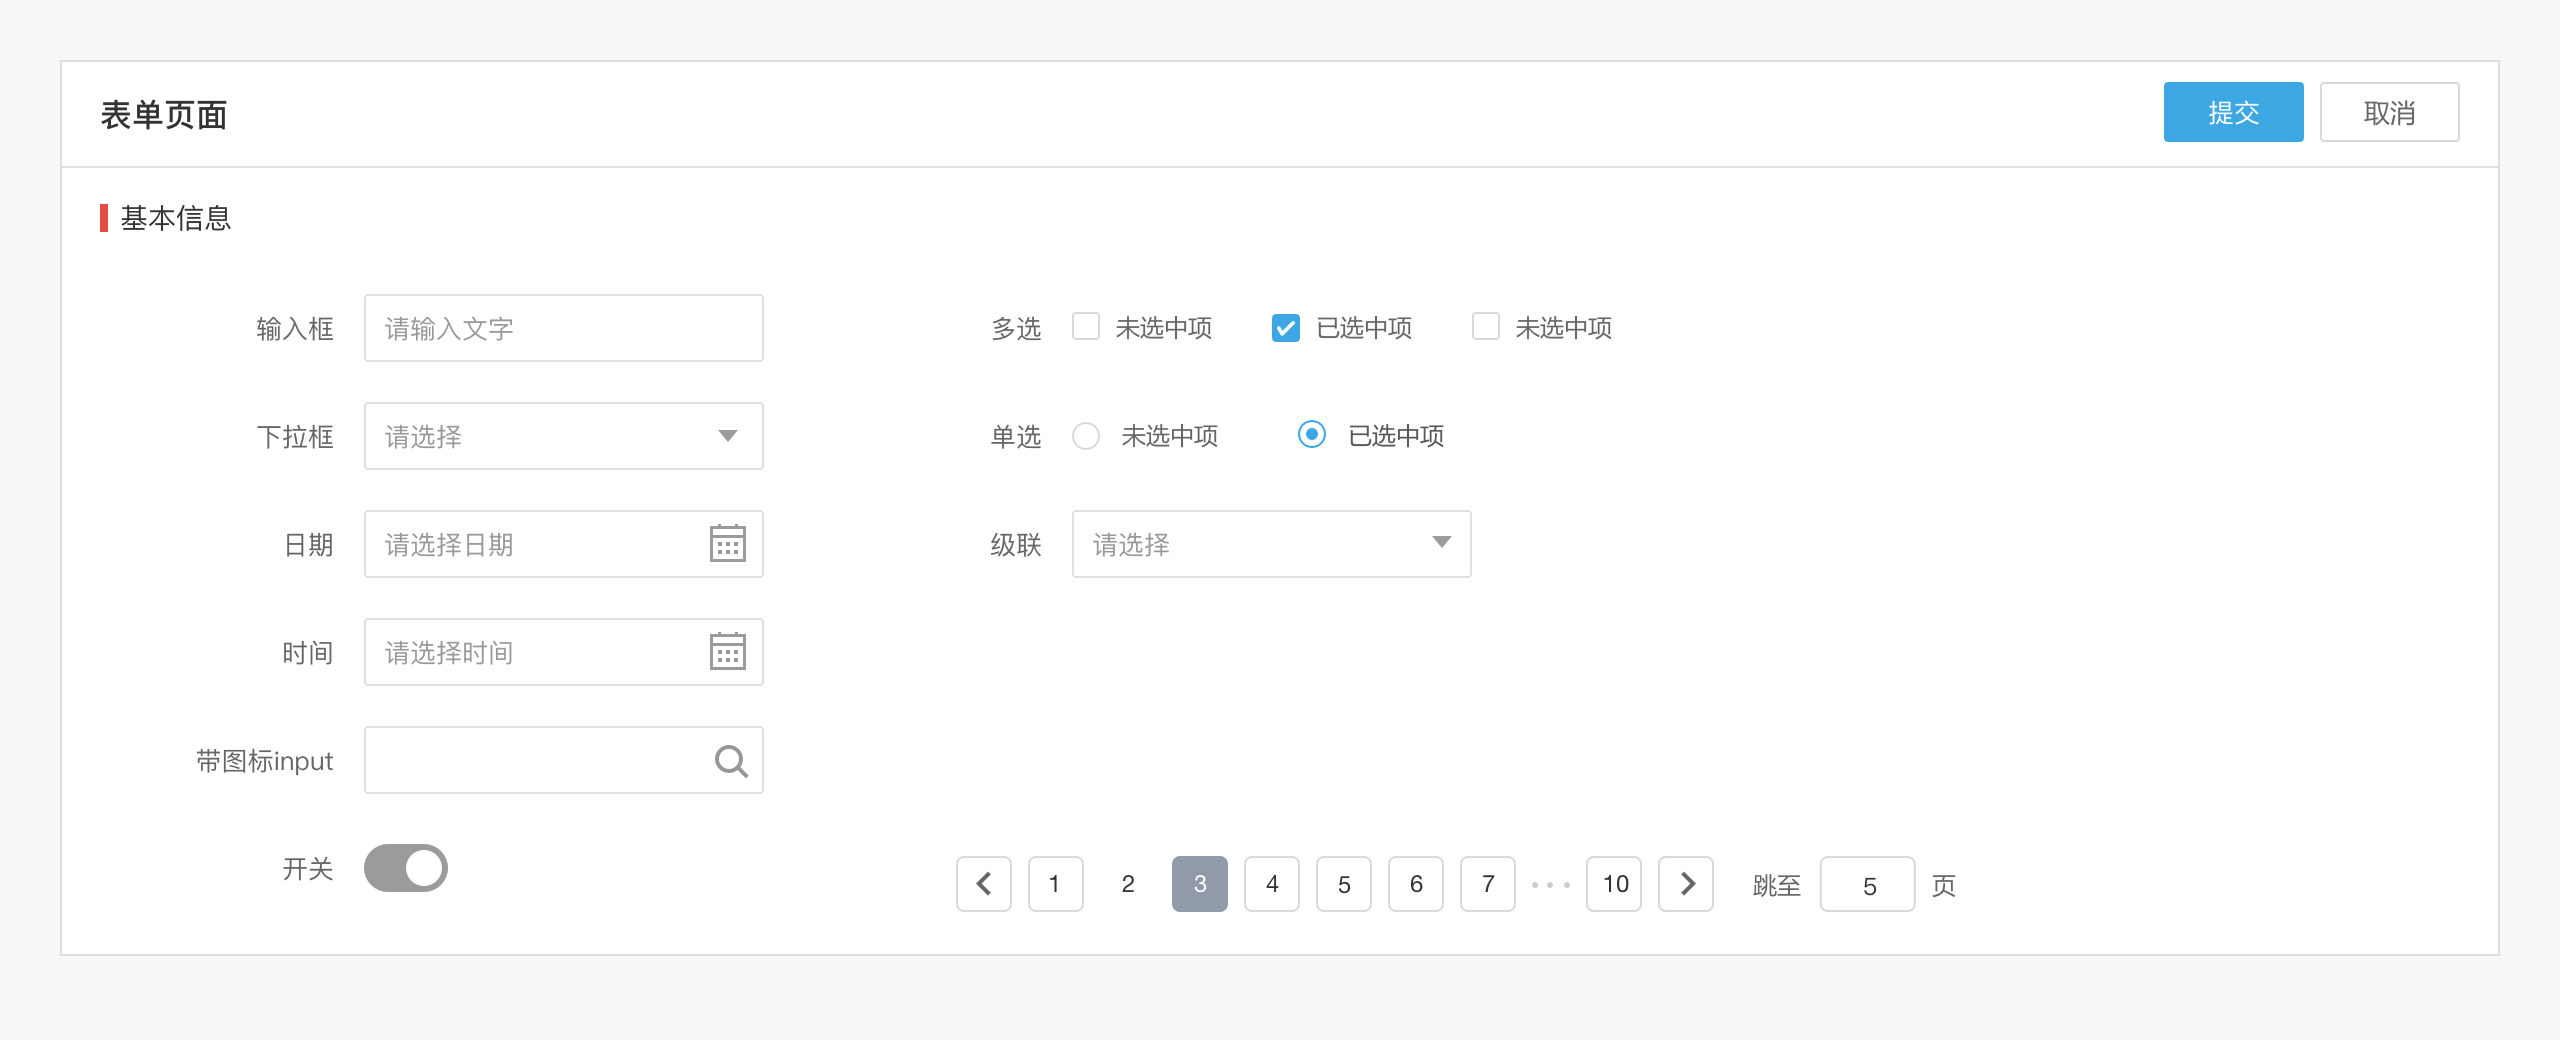 表单页面 提交 取消
基本信息
输入框 请输入文字 多选 未选中项 已选中项 未选中项
下拉框 请选择 单选 未选中项 已选中项
日期 请选择日期 级联 请选择
时间 请选择时间
带图标input
开关 1 2 3 4 5 6 7 ··· 10 跳至 5 页